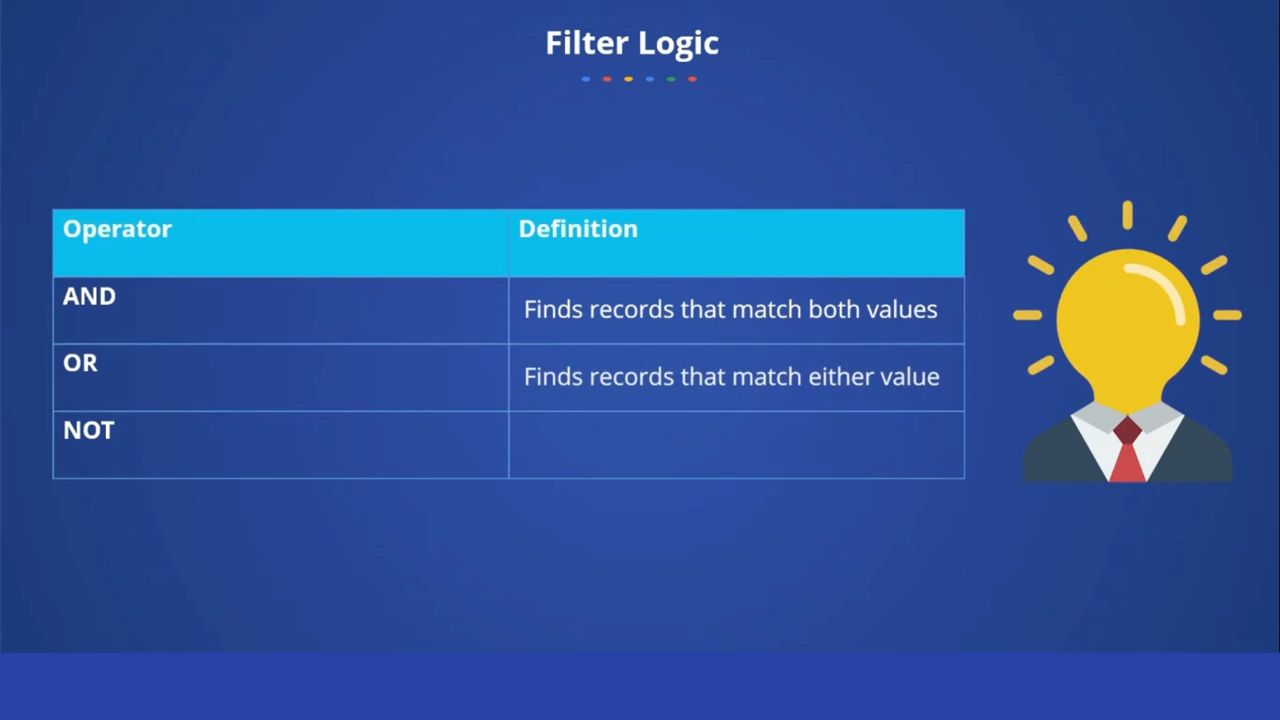 Filter Logic
Operator
Definition
AND
Finds records that match both values
OR
Finds records that match either value
NOT